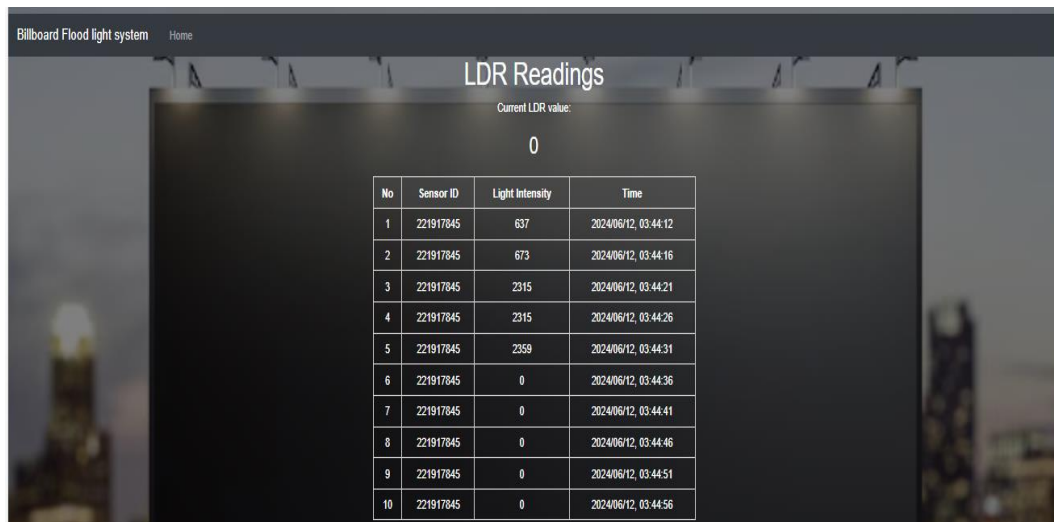 Billboard Flood light system Home
LDR Readings
Current LDR value:
0
No Sensor ID Light Intensity Time
1 221917845 637 2024/06/12, 03:44:12
2 221917845 673 2024/06/12, 03:44:16
3 221917845 2315 2024/06/12, 03:44:21
4 221917845 2315 2024/06/12, 03:44:26
5 221917845 2359 2024/06/12, 03:44:31
6 221917845 0 2024/06/12, 03:44:36
7 221917845 0 2024/06/12, 03:44:41
8 221917845 0 2024/06/12, 03:44:46
9 221917845 0 2024/06/12, 03:44:51
10 221917845 0 2024/06/12, 03:44:56